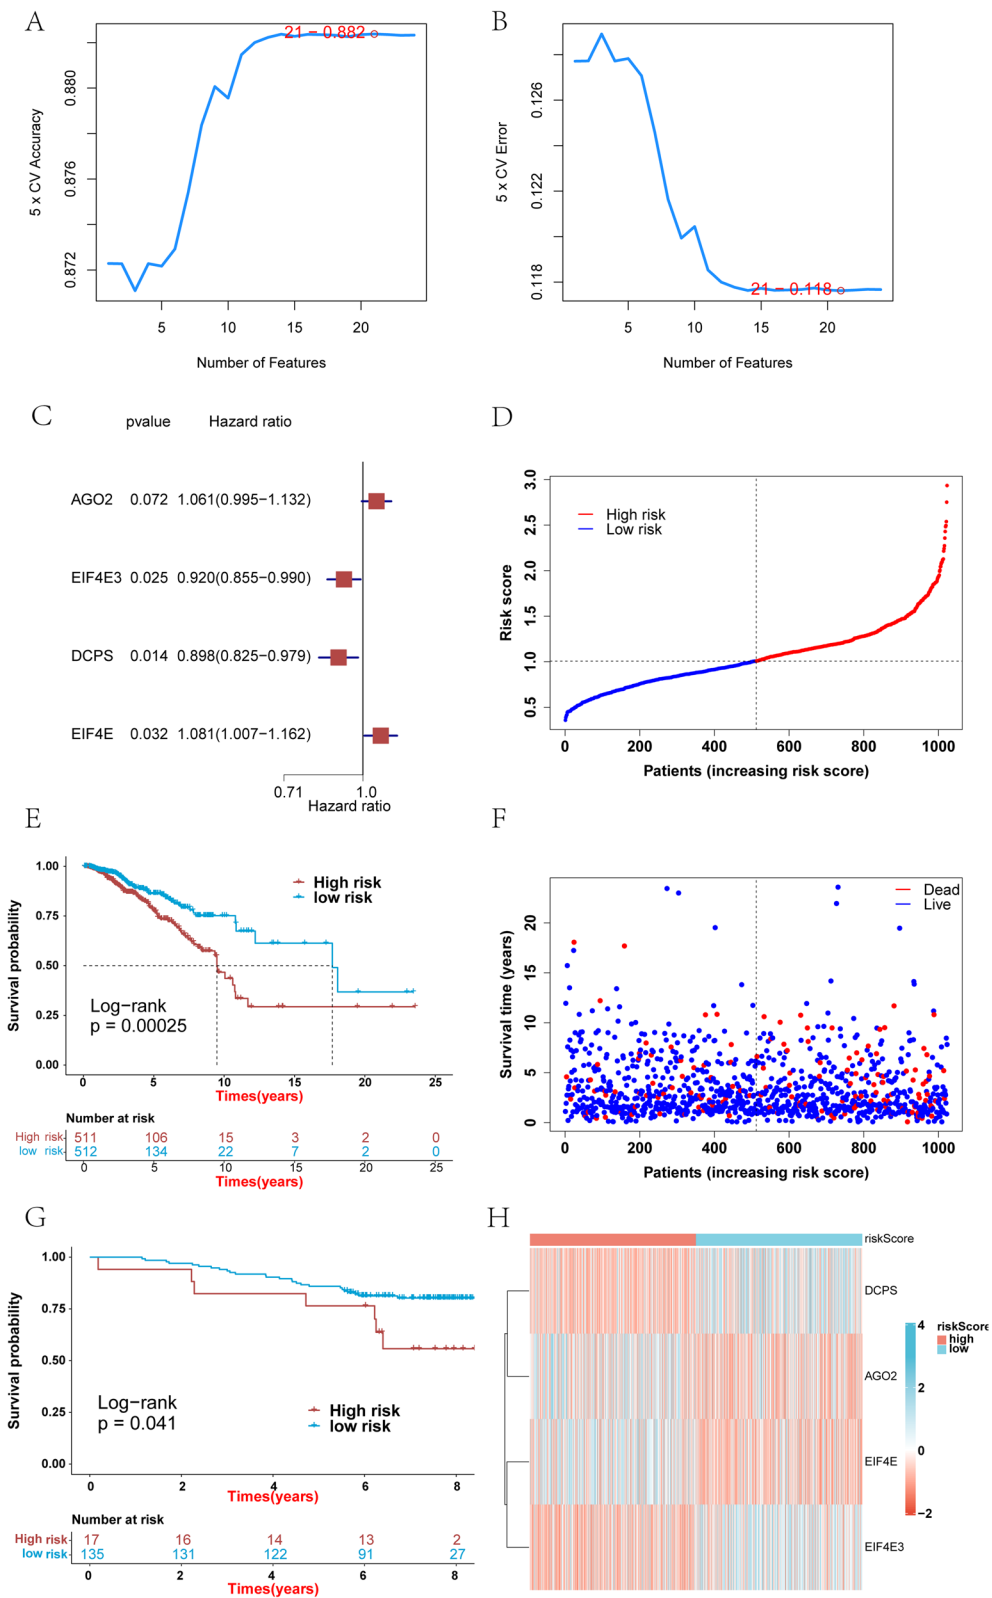 A
21 − 0.882
5 x CV Accuracy
0.880
0.876
0.872
5 10 15 20
Number of Features
B
21 − 0.118
5 x CV Error
0.126
0.122
0.118
5 10 15 20
Number of Features
C
pvalue Hazard ratio
AGO2 0.072 1.061(0.995−1.132)
EIF4E3 0.025 0.920(0.855−0.990)
DCPS 0.014 0.898(0.825−0.979)
EIF4E 0.032 1.081(1.007−1.162)
0.71 1.0
Hazard ratio
D
High risk
Low risk
Risk score
3.0
2.5
2.0
1.5
1.0
0.5
0 200 400 600 800 1000
Patients (increasing risk score)
E
Survival probability
1.00
0.75
0.50
0.25
0.00
High risk
low risk
Log−rank
p = 0.00025
0 5 10 15 20 25
Times(years)
Number at risk
High risk 511 106 15 3 2 0
low risk 512 134 22 7 2 0
0 5 10 15 20 25
Times(years)
F
Dead
Live
Survival time (years)
20
15
10
5
0
0 200 400 600 800 1000
Patients (increasing risk score)
G
Survival probability
1.00
0.75
0.50
0.25
0.00
Log−rank
p = 0.041
High risk
low risk
0 2 4 6 8
Times(years)
Number at risk
High risk 17 16 14 13 2
low risk 135 131 122 91 27
0 2 4 6 8
Times(years)
H
riskScore
DCPS
AGO2
EIF4E
EIF4E3
4
2
0
−2
riskScore
high
low